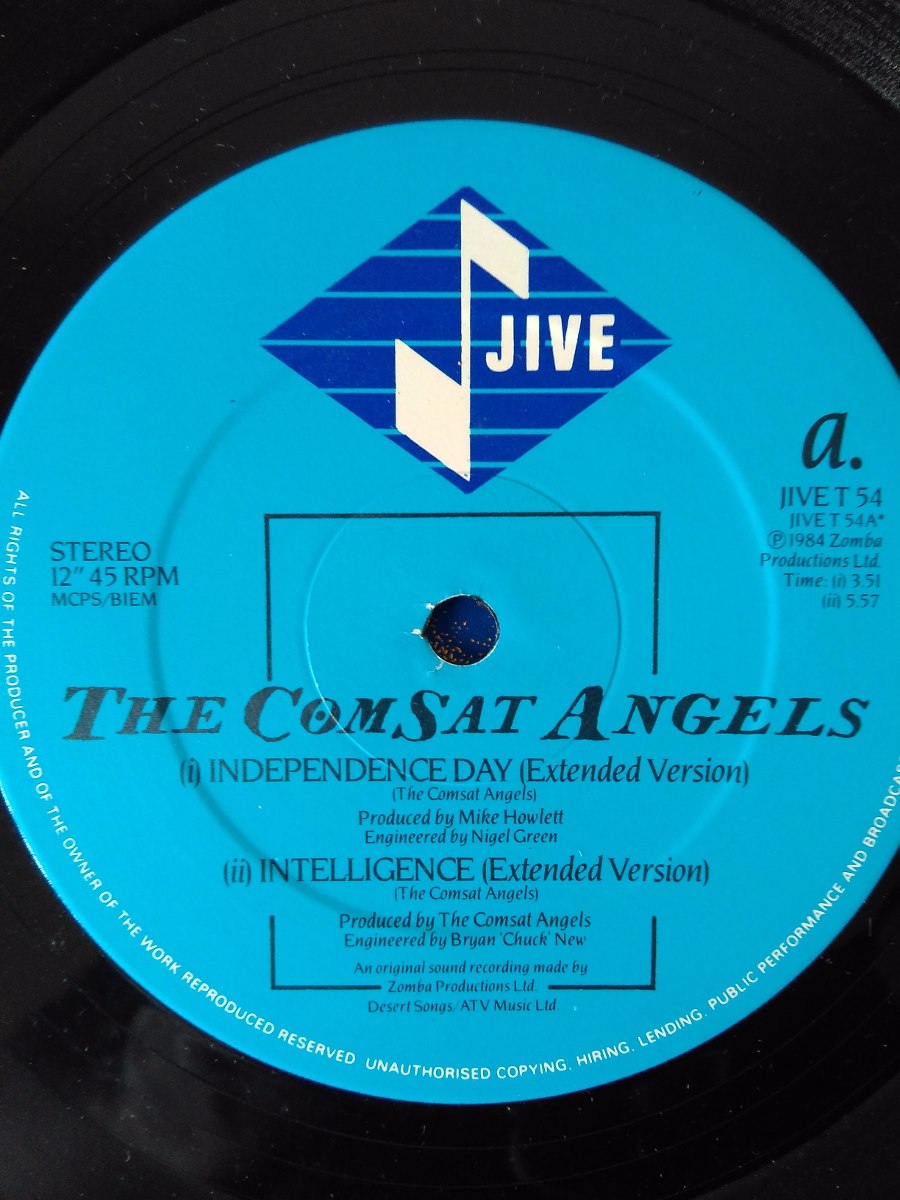 JIVE
a.
JIVE T 54
JIVE T 54A*
Ⓟ 1984 Zomba
Productions Ltd.
Time: (i) 3.51
(ii) 5.57
STEREO
12" 45 RPM
MCPS/BIEM
THE COMSAT ANGELS
(i) INDEPENDENCE DAY (Extended Version)
(The Comsat Angels)
Produced by Mike Howlett
Engineered by Nigel Green
(ii) INTELLIGENCE (Extended Version)
(The Comsat Angels)
Produced by The Comsat Angels
Engineered by Bryan 'Chuck' New
An original sound recording made by
Zomba Productions Ltd.
Desert Songs/ATV Music Ltd.
ALL RIGHTS OF THE PRODUCER AND OF THE OWNER OF THE WORK REPRODUCED RESERVED UNAUTHORISED COPYING, HIRING, LENDING, PUBLIC PERFORMANCE AND BROADCA